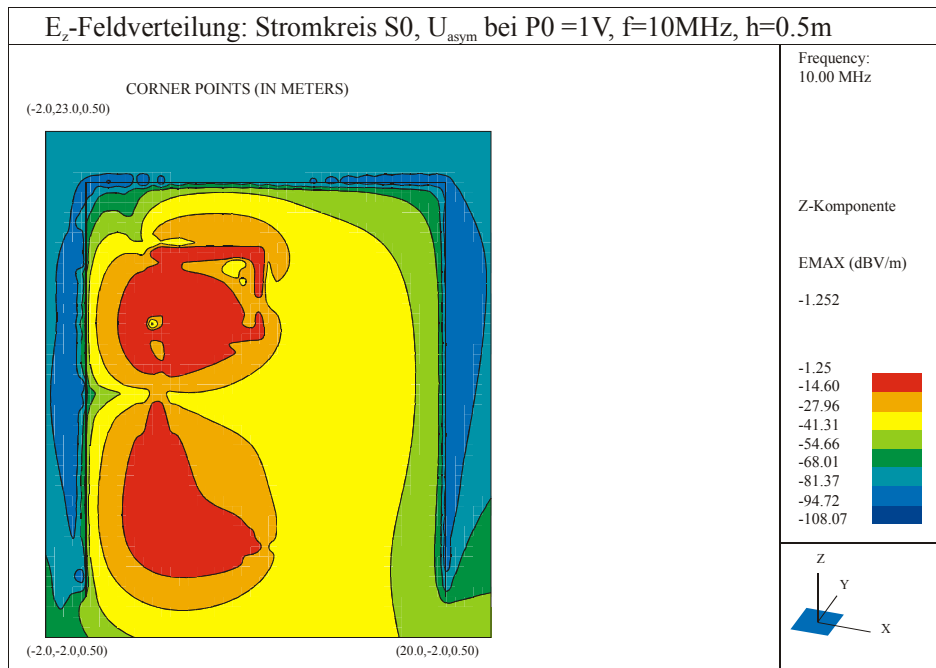 Ez-Feldverteilung: Stromkreis S0, Uasym bei P0 =1V, f=10MHz, h=0.5m
CORNER POINTS (IN METERS)
(-2.0,23.0,0.50)
(-2.0,-2.0,0.50)
(20.0,-2.0,0.50)
Frequency:
10.00 MHz
Z-Komponente
EMAX (dBV/m)
-1.252
-1.25
-14.60
-27.96
-41.31
-54.66
-68.01
-81.37
-94.72
-108.07
Z
Y
X